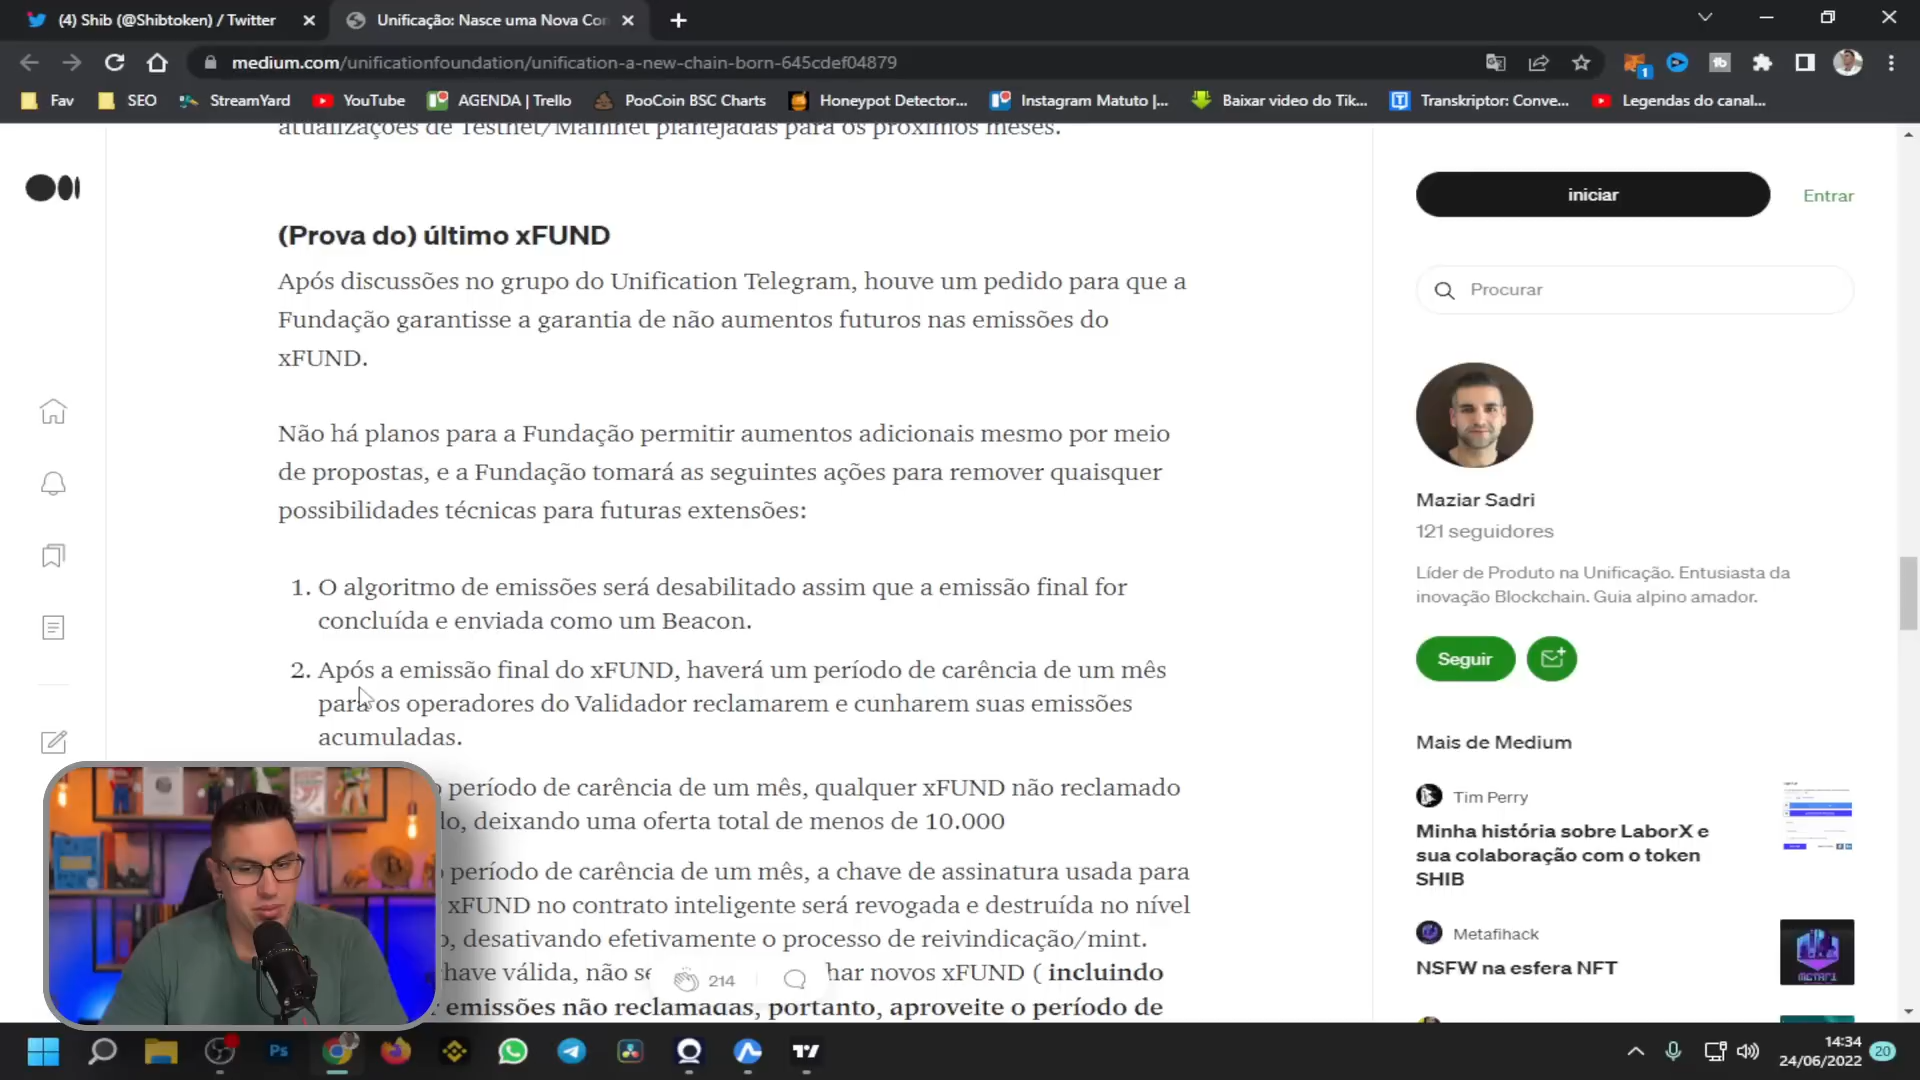 (4) Shib (@Shibtoken) / Twitter
Unificação: Nasce uma Nova Co
medium.com/unificationfoundation/unification-a-new-chain-born-645cdef04879
1
Fav
SEO
StreamYard
YouTube
AGENDA | Trello
PooCoin BSC Charts
Honeypot Detector...
Instagram Matuto |...
Baixar video do Tik...
Transkriptor: Conve...
Legendas do canal...
atualizações de Testnet/Mainnet planejadas para os próximos meses.
(Prova do) último xFUND
Após discussões no grupo do Unification Telegram, houve um pedido para que a
Fundação garantisse a garantia de não aumentos futuros nas emissões do
xFUND.
Não há planos para a Fundação permitir aumentos adicionais mesmo por meio
de propostas, e a Fundação tomará as seguintes ações para remover quaisquer
possibilidades técnicas para futuras extensões:
1. O algoritmo de emissões será desabilitado assim que a emissão final for
concluída e enviada como um Beacon.
2. Após a emissão final do xFUND, haverá um período de carência de um mês
para os operadores do Validador reclamarem e cunharem suas emissões
acumuladas.
período de carência de um mês, qualquer xFUND não reclamado
deixando uma oferta total de menos de 10.000
período de carência de um mês, a chave de assinatura usada para
xFUND no contrato inteligente será revogada e destruída no nível
desativando efetivamente o processo de reivindicação/mint.
have válida, não se
har novos xFUND ( incluindo
emissões não reclamadas, portanto, aproveite o período de
214
iniciar
Entrar
Procurar
Maziar Sadri
121 seguidores
Líder de Produto na Unificação. Entusiasta da
inovação Blockchain. Guia alpino amador.
Seguir
Mais de Medium
Tim Perry
Minha história sobre LaborX e
sua colaboração com o token
SHIB
Metafihack
NSFW na esfera NFT
Ps
14:34
24/06/2022
20